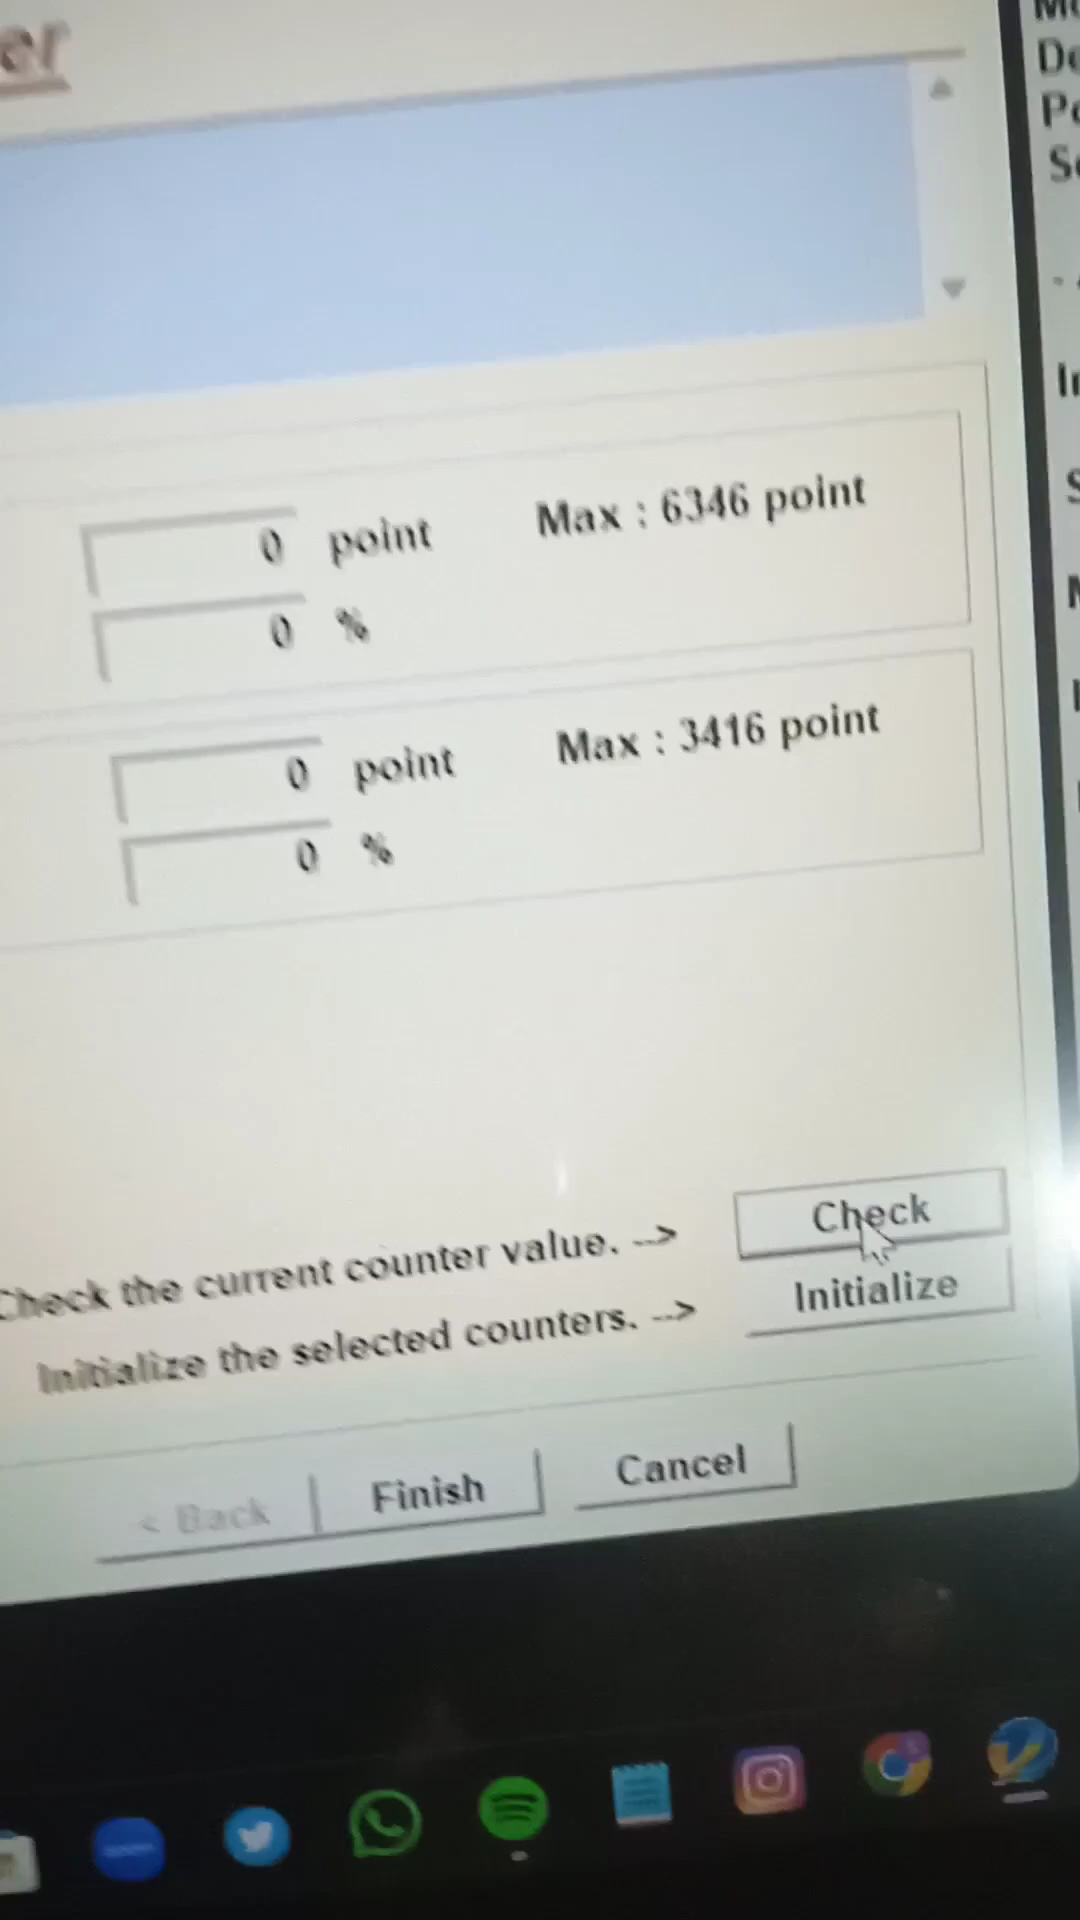 er
0 point Max : 6346 point
0 %
0 point Max : 3416 point
0 %
Check the current counter value. --> Check
Initialize the selected counters. --> Initialize
< Back Finish Cancel